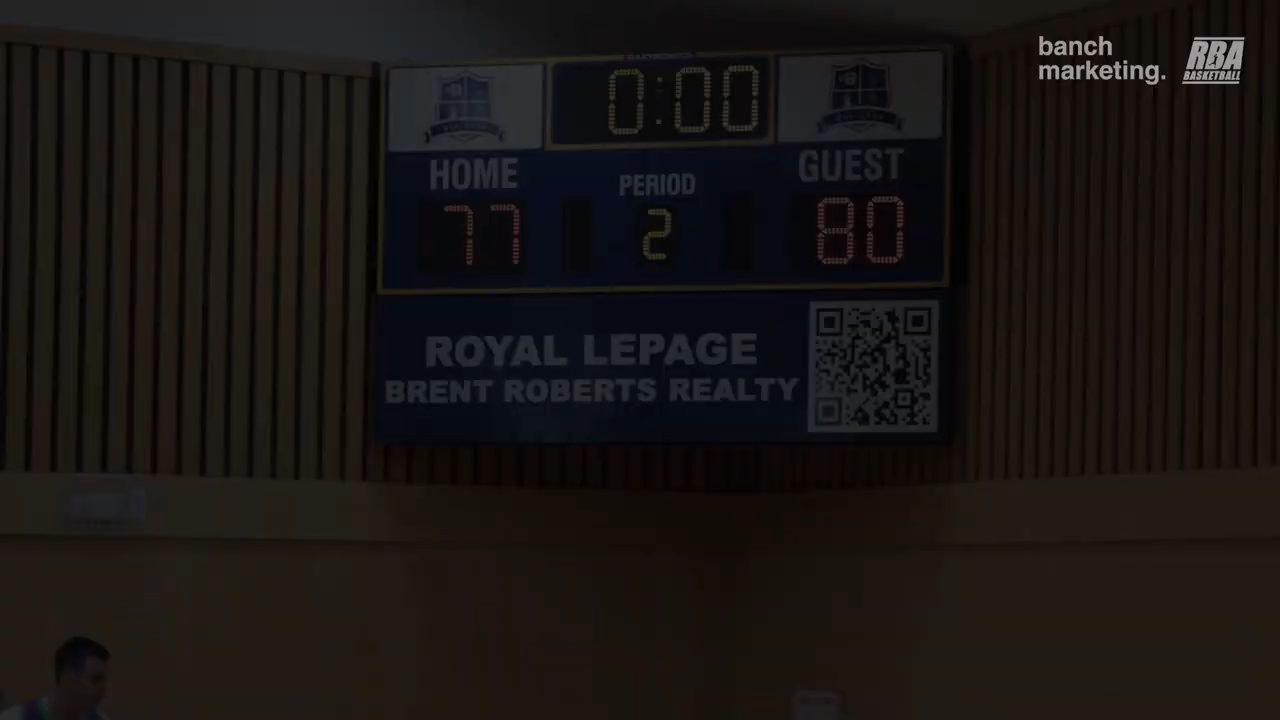 banch
marketing.
RBA
BASKETBALL
0:00
HOME
GUEST
PERIOD
77
2
80
ROYAL LEPAGE
BRENT ROBERTS REALTY